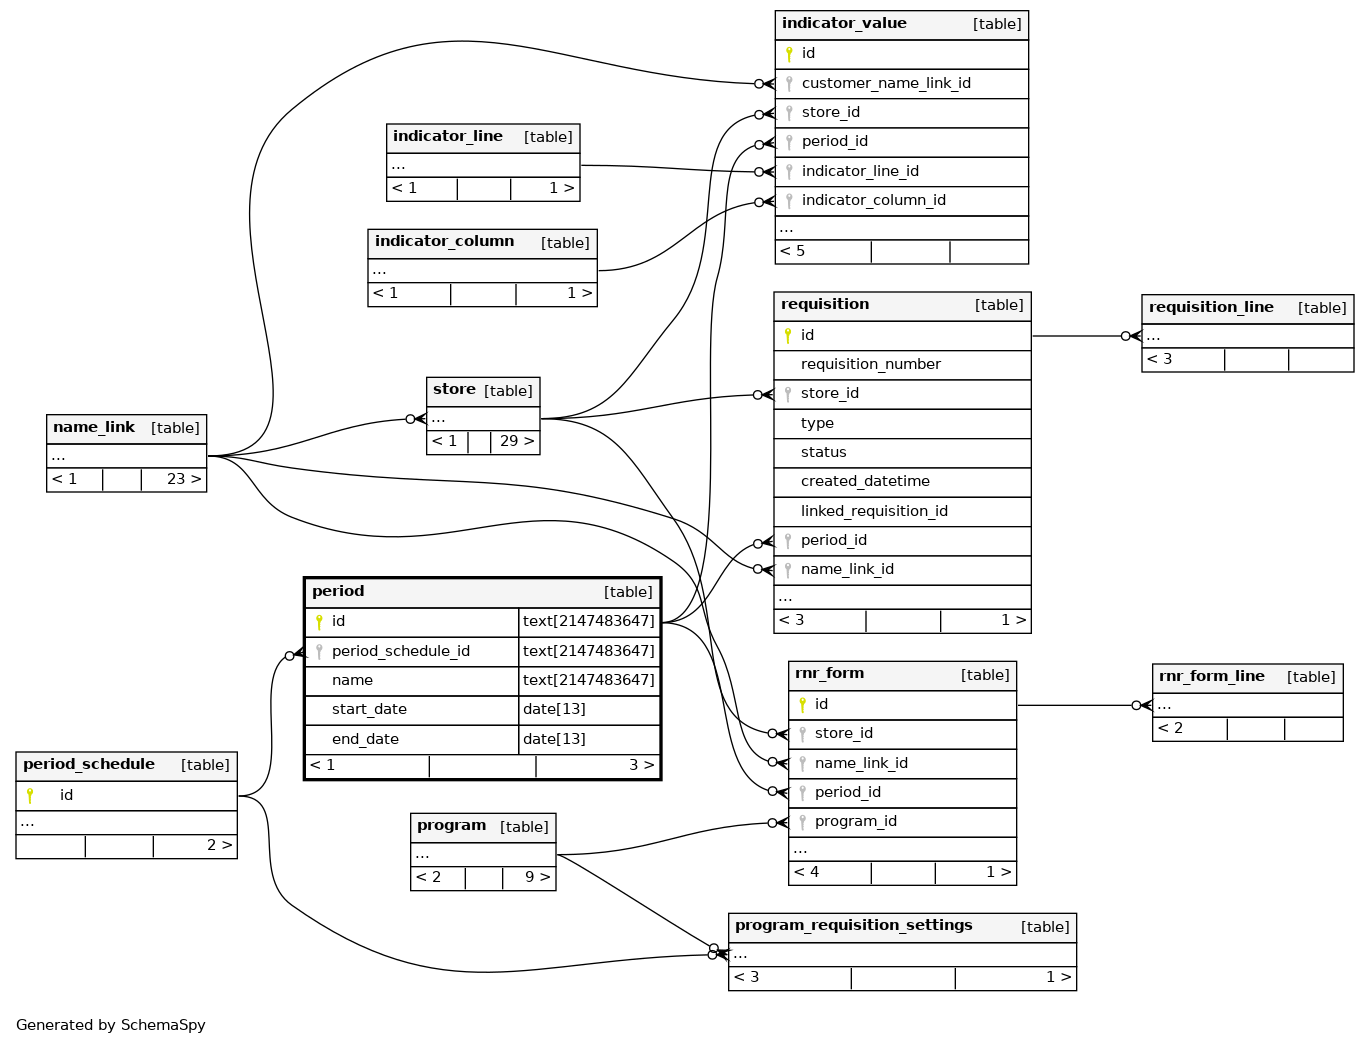 indicator_value [table]
id
customer_name_link_id
store_id
period_id
indicator_line_id
indicator_column_id
...
< 5
indicator_line [table]
...
< 1 1 >
indicator_column [table]
...
< 1 1 >
requisition [table]
id
requisition_number
store_id
type
status
created_datetime
linked_requisition_id
period_id
name_link_id
...
< 3 1 >
requisition_line [table]
...
< 3
store [table]
...
< 1 29 >
name_link [table]
...
< 1 23 >
period [table]
id text[2147483647]
period_schedule_id text[2147483647]
name text[2147483647]
start_date date[13]
end_date date[13]
< 1 3 >
rnr_form [table]
id
store_id
name_link_id
period_id
program_id
...
< 4 1 >
rnr_form_line [table]
...
< 2
period_schedule [table]
id
...
2 >
program [table]
...
< 2 9 >
program_requisition_settings [table]
...
< 3 1 >
Generated by SchemaSpy